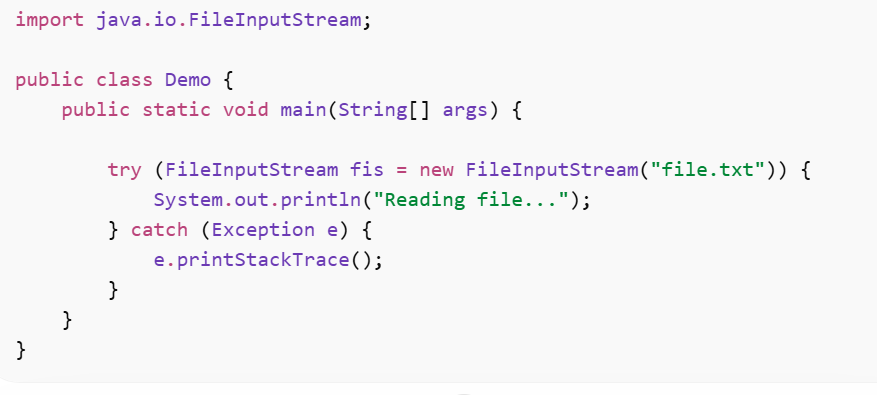 import java.io.FileInputStream;
public class Demo {
public static void main(String[] args) {
try (FileInputStream fis = new FileInputStream("file.txt")) {
System.out.println("Reading file...");
} catch (Exception e) {
e.printStackTrace();
}
}
}